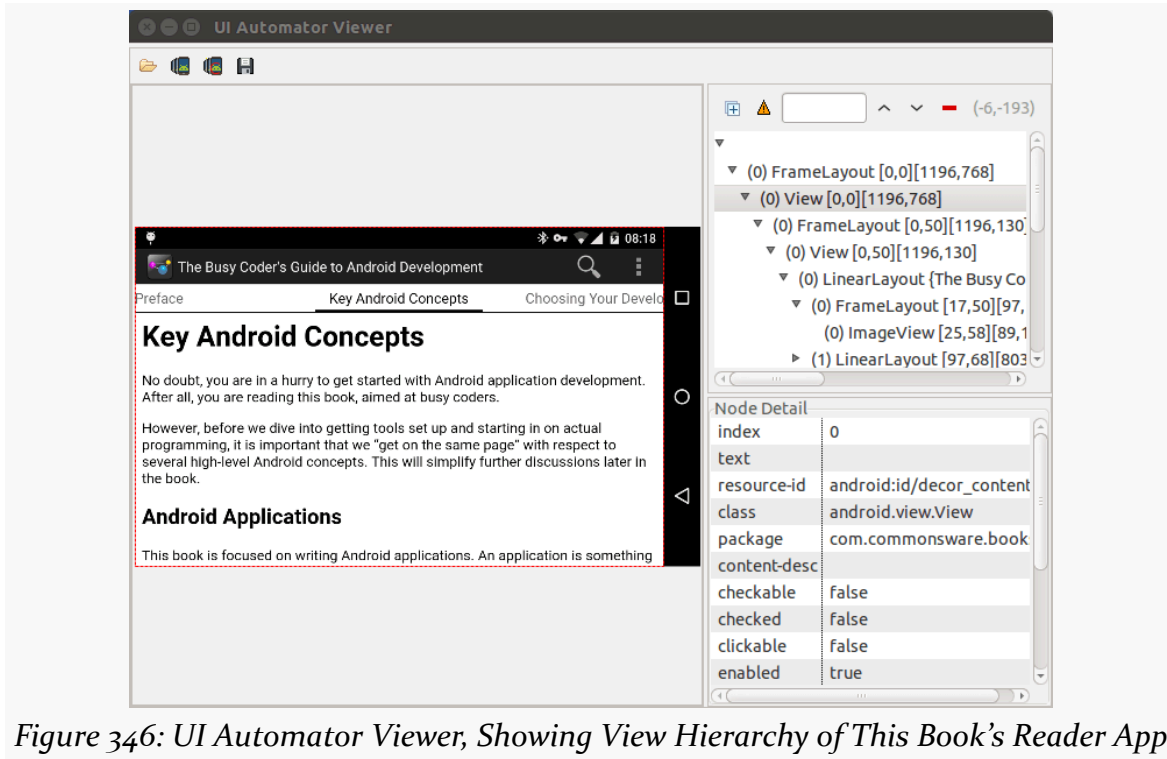 UI Automator Viewer
(-6,-193)
(0) FrameLayout [0,0][1196,768]
(0) View [0,0][1196,768]
(0) FrameLayout [0,50][1196,130]
(0) View [0,50][1196,130]
(0) LinearLayout {The Busy Co
(0) FrameLayout [17,50][97,
(0) ImageView [25,58][89,1
(1) LinearLayout [97,68][803
08:18
The Busy Coder's Guide to Android Development
Preface Key Android Concepts Choosing Your Develo
Key Android Concepts
No doubt, you are in a hurry to get started with Android application development.
After all, you are reading this book, aimed at busy coders.
However, before we dive into getting tools set up and starting in on actual
programming, it is important that we “get on the same page” with respect to
several high-level Android concepts. This will simplify further discussions later in
the book.
Android Applications
This book is focused on writing Android applications. An application is something
Node Detail
index 0
text
resource-id android:id/decor_content
class android.view.View
package com.commonsware.book
content-desc
checkable false
checked false
clickable false
enabled true
Figure 346: UI Automator Viewer, Showing View Hierarchy of This Book’s Reader App